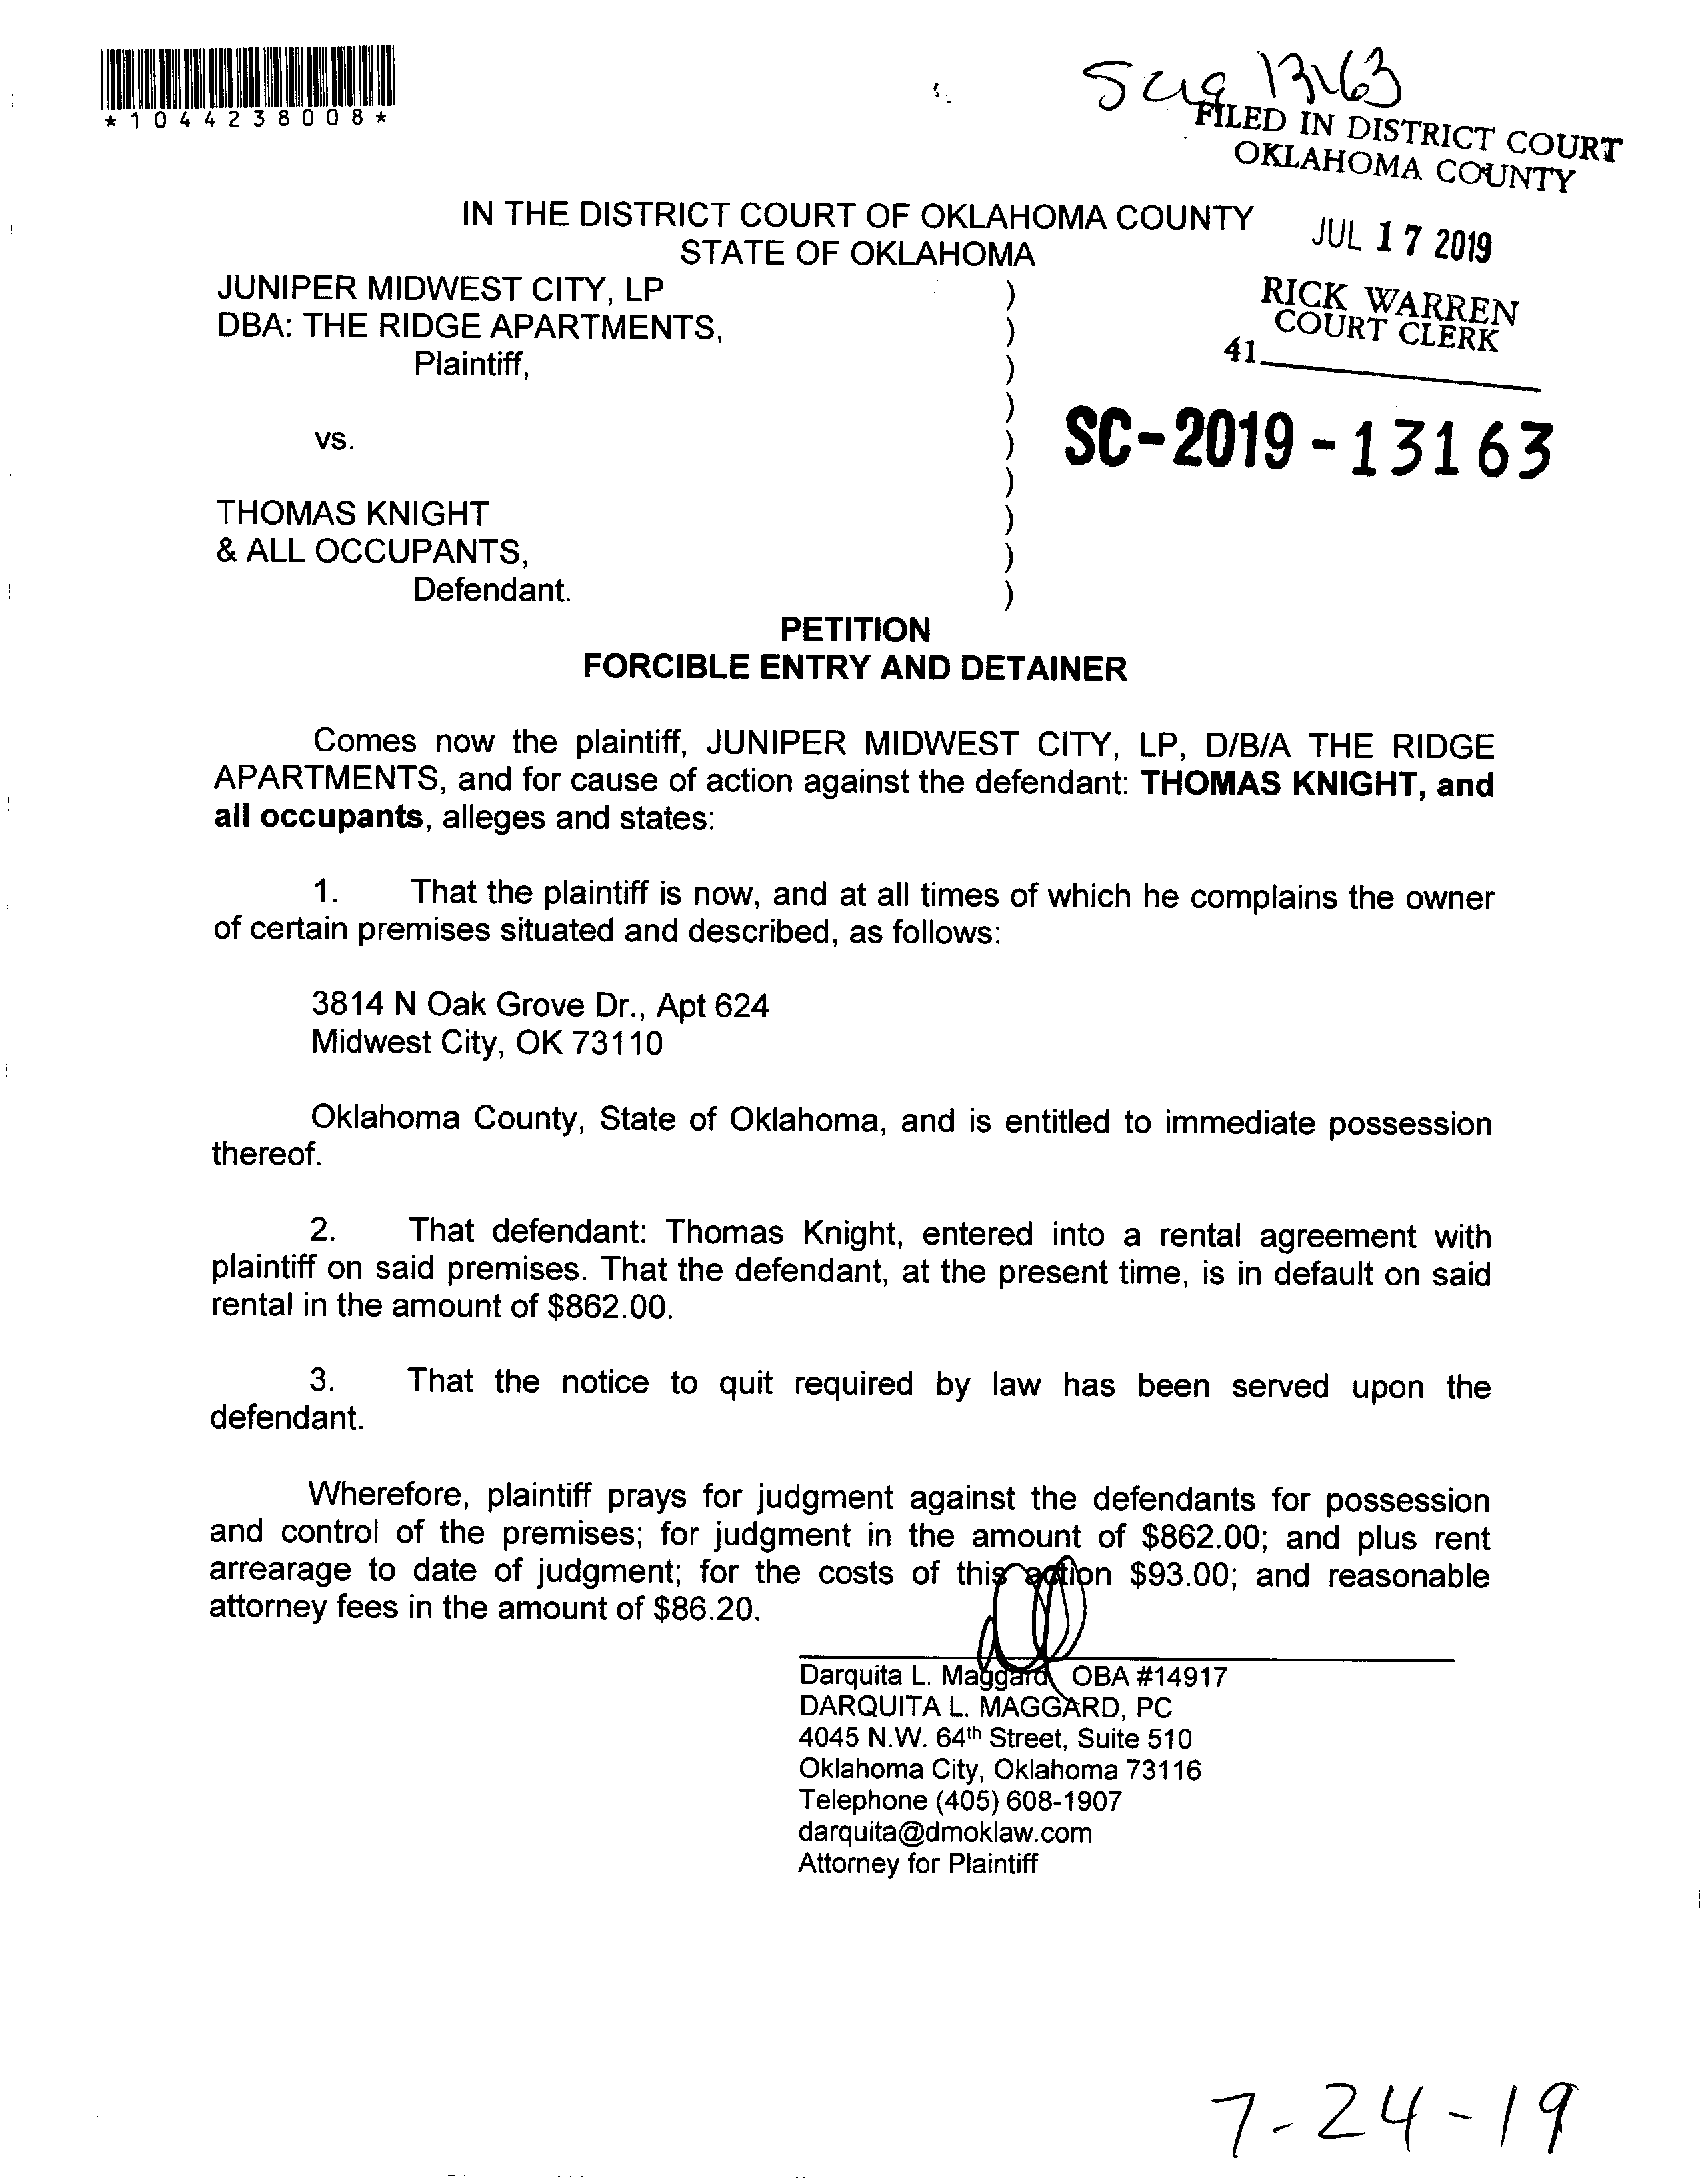 *1044238008*
SC19 13163
FILED IN DISTRICT COURT
OKLAHOMA COUNTY
JUL 17 2019
RICK WARREN
COURT CLERK
41
SC-2019-13163
IN THE DISTRICT COURT OF OKLAHOMA COUNTY
STATE OF OKLAHOMA
JUNIPER MIDWEST CITY, LP )
DBA: THE RIDGE APARTMENTS, )
Plaintiff, )
)
vs. )
)
THOMAS KNIGHT )
& ALL OCCUPANTS, )
Defendant. )
PETITION
FORCIBLE ENTRY AND DETAINER
Comes now the plaintiff, JUNIPER MIDWEST CITY, LP, D/B/A THE RIDGE
APARTMENTS, and for cause of action against the defendant: THOMAS KNIGHT, and
all occupants, alleges and states:
1. That the plaintiff is now, and at all times of which he complains the owner
of certain premises situated and described, as follows:
3814 N Oak Grove Dr., Apt 624
Midwest City, OK 73110
Oklahoma County, State of Oklahoma, and is entitled to immediate possession
thereof.
2. That defendant: Thomas Knight, entered into a rental agreement with
plaintiff on said premises. That the defendant, at the present time, is in default on said
rental in the amount of $862.00.
3. That the notice to quit required by law has been served upon the
defendant.
Wherefore, plaintiff prays for judgment against the defendants for possession
and control of the premises; for judgment in the amount of $862.00; and plus rent
arrearage to date of judgment; for the costs of this action $93.00; and reasonable
attorney fees in the amount of $86.20.
Darquita L. Maggard OBA #14917
DARQUITA L. MAGGARD, PC
4045 N.W. 64th Street, Suite 510
Oklahoma City, Oklahoma 73116
Telephone (405) 608-1907
darquita@dmoklaw.com
Attorney for Plaintiff
7-24-19